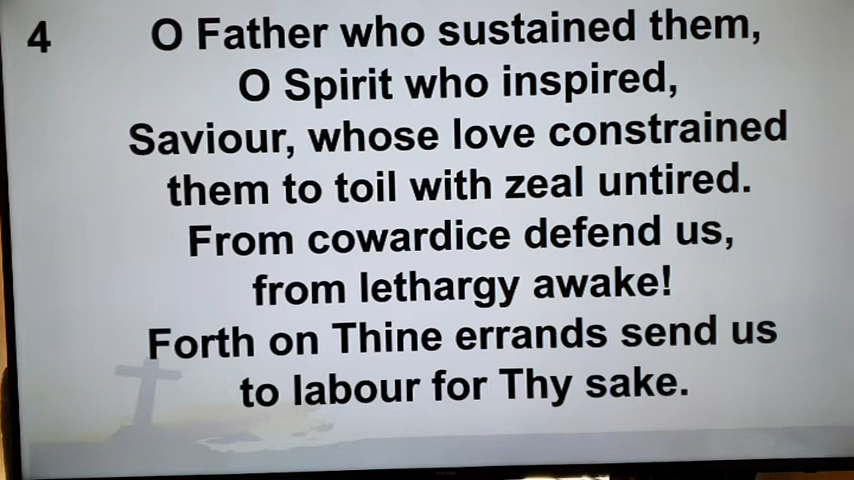 4 O Father who sustained them,
O Spirit who inspired,
Saviour, whose love constrained
them to toil with zeal untired.
From cowardice defend us,
from lethargy awake!
Forth on Thine errands send us
to labour for Thy sake.